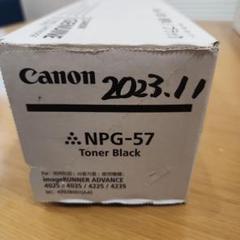 Canon 2023.11
NPG-57
Toner Black
imageRUNNER ADVANCE
4025 • 4035 / 4225 • 4235